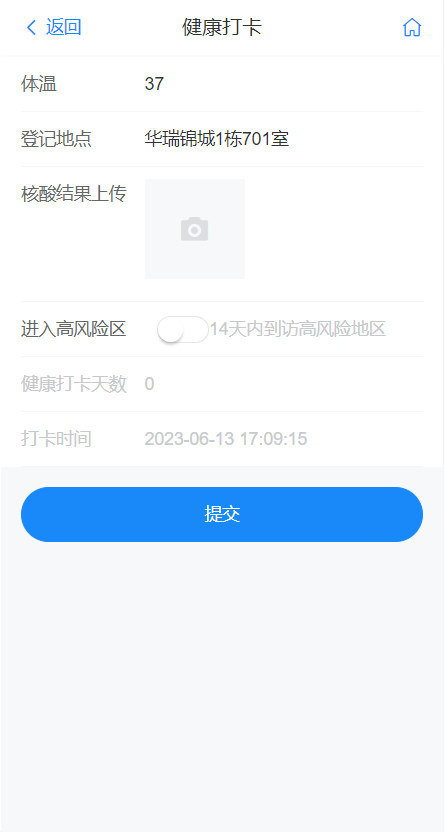 返回 健康打卡
体温 37
登记地点 华瑞锦城1栋701室
核酸结果上传
进入高风险区 14天内到访高风险地区
健康打卡天数 0
打卡时间 2023-06-13 17:09:15
提交